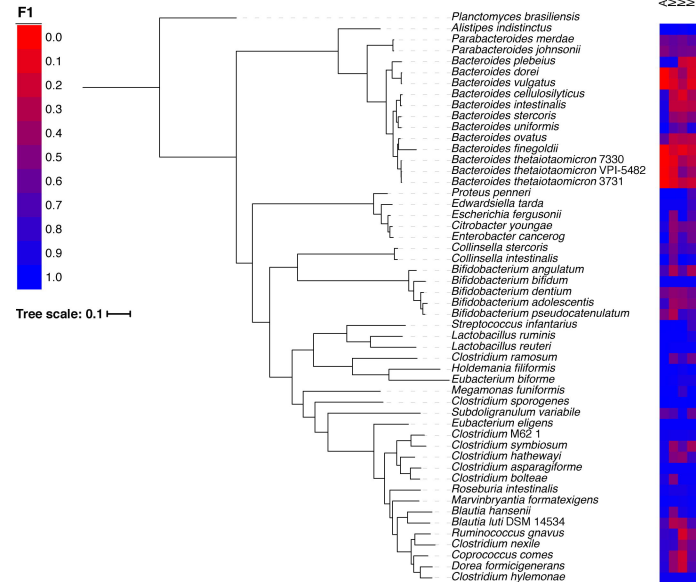 F1
0.0
0.1
0.2
0.3
0.4
0.5
0.6
0.7
0.8
0.9
1.0
Tree scale: 0.1
Planctomyces brasiliensis
Alistipes indistinctus
Parabacteroides merdae
Parabacteroides johnsonii
Bacteroides plebeius
Bacteroides dorei
Bacteroides vulgatus
Bacteroides cellulosilyticus
Bacteroides intestinalis
Bacteroides stercoris
Bacteroides uniformis
Bacteroides ovatus
Bacteroides finegoldii
Bacteroides thetaiotaomicron 7330
Bacteroides thetaiotaomicron VPI-5482
Bacteroides thetaiotaomicron 3731
Proteus penneri
Edwardsiella tarda
Escherichia fergusonii
Citrobacter youngae
Enterobacter cancerog
Collinsella stercoris
Collinsella intestinalis
Bifidobacterium angulatum
Bifidobacterium bifidum
Bifidobacterium dentium
Bifidobacterium adolescentis
Bifidobacterium pseudocatenulatum
Streptococcus infantarius
Lactobacillus ruminis
Lactobacillus reuteri
Clostridium ramosum
Holdemania filiformis
Eubacterium biforme
Megamonas funiformis
Clostridium sporogenes
Subdoligranulum variabile
Eubacterium eligens
Clostridium M62 1
Clostridium symbiosum
Clostridium hathewayi
Clostridium asparagiforme
Clostridium bolteae
Roseburia intestinalis
Marvinbryantia formatexigens
Blautia hansenii
Blautia luti DSM 14534
Ruminococcus gnavus
Clostridium nexile
Coprococcus comes
Dorea formicigenerans
Clostridium hylemonae